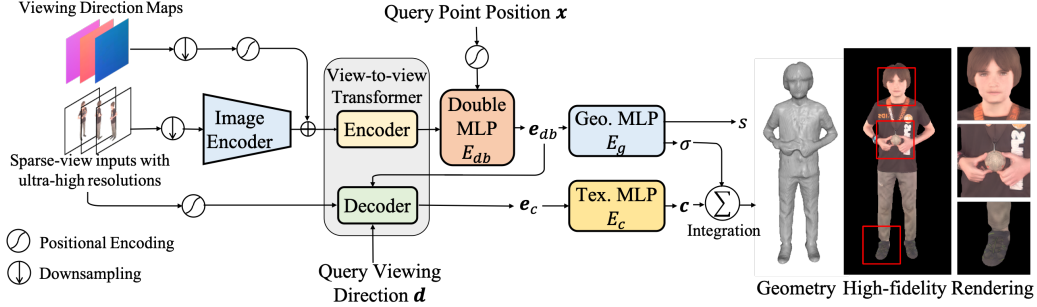 Viewing Direction Maps
Sparse-view inputs with
ultra-high resolutions
Positional Encoding
Downsampling
Image
Encoder
View-to-view
Transformer
Encoder
Decoder
Query Point Position x
Double
MLP
E_db
Query Viewing
Direction d
e_db
e_c
Geo. MLP
E_g
Tex. MLP
E_c
s
σ
c
∑
Integration
Geometry
High-fidelity Rendering